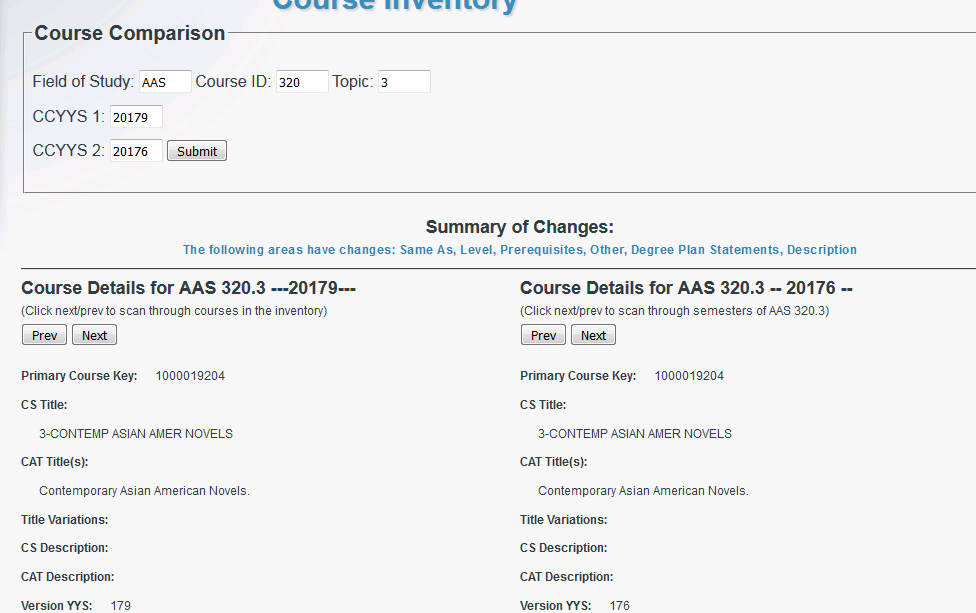 Course Inventory
Course Comparison
Field of Study: AAS Course ID: 320 Topic: 3
CCYYS 1: 20179
CCYYS 2: 20176 Submit
Summary of Changes:
The following areas have changes: Same As, Level, Prerequisites, Other, Degree Plan Statements, Description
Course Details for AAS 320.3 ---20179---
(Click next/prev to scan through courses in the inventory)
Prev Next
Primary Course Key: 1000019204
CS Title:
3-CONTEMP ASIAN AMER NOVELS
CAT Title(s):
Contemporary Asian American Novels.
Title Variations:
CS Description:
CAT Description:
Version YYS: 179
Course Details for AAS 320.3 -- 20176 --
(Click next/prev to scan through semesters of AAS 320.3)
Prev Next
Primary Course Key: 1000019204
CS Title:
3-CONTEMP ASIAN AMER NOVELS
CAT Title(s):
Contemporary Asian American Novels.
Title Variations:
CS Description:
CAT Description:
Version YYS: 176